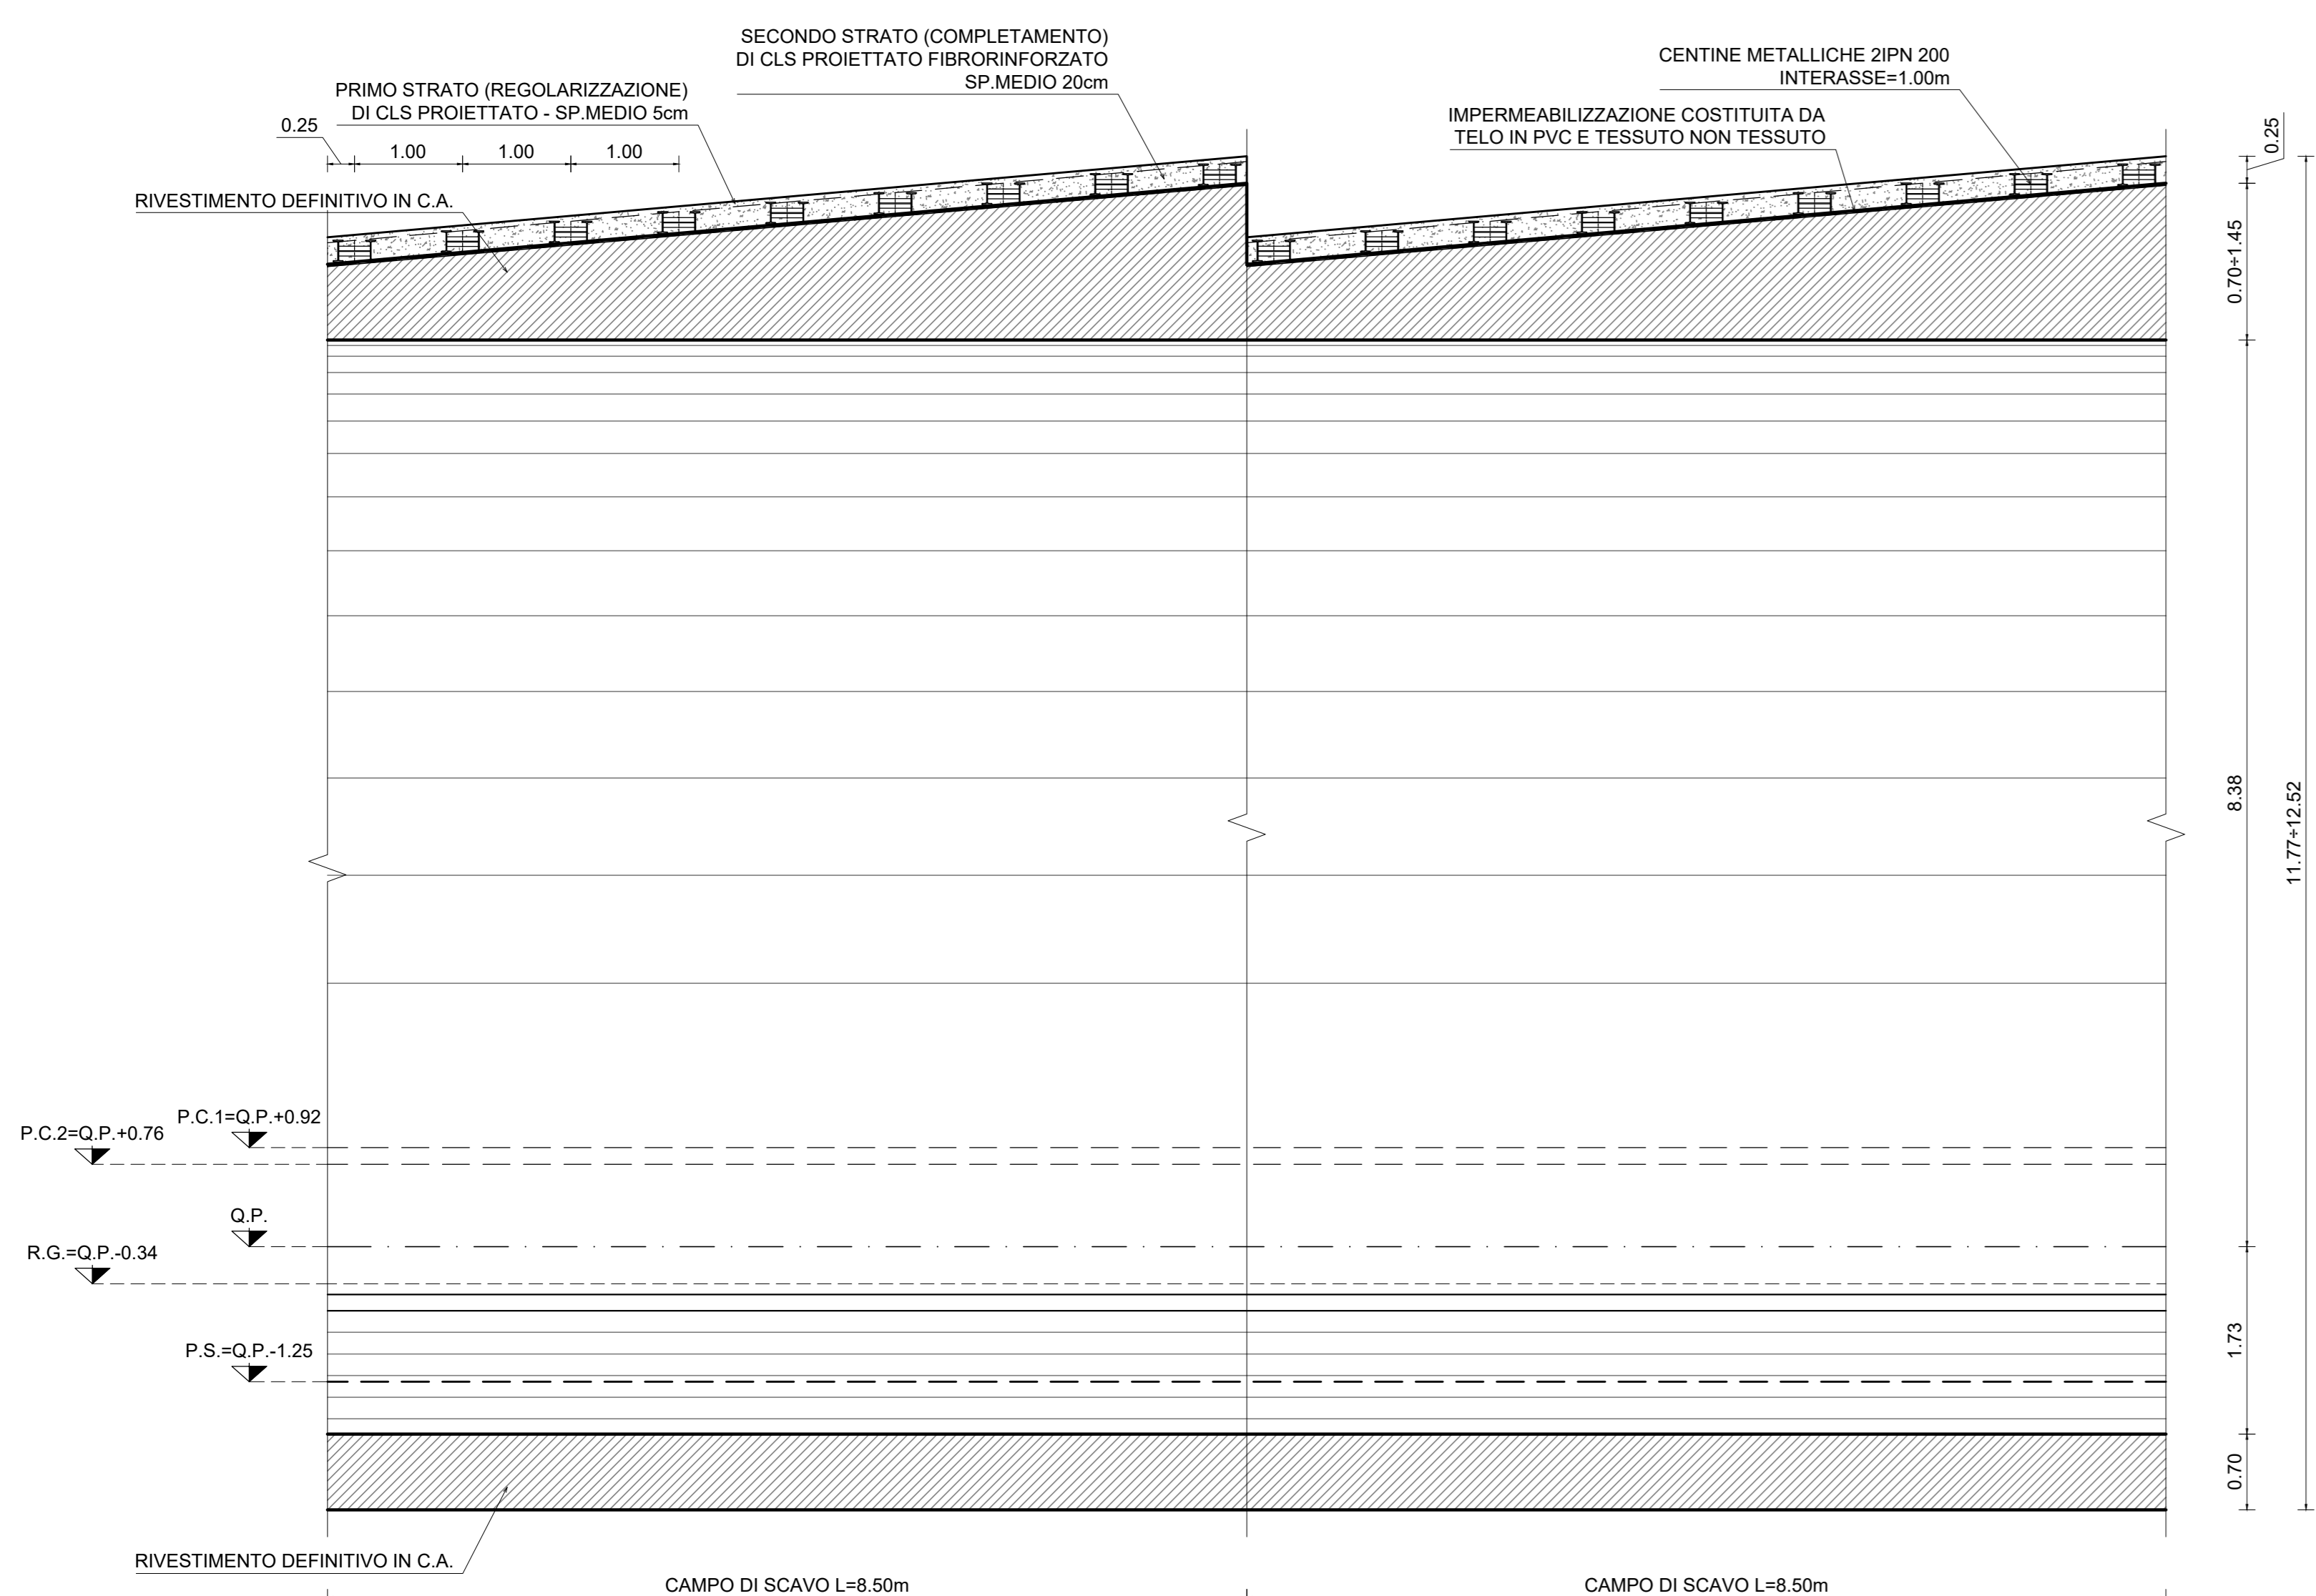 SECONDO STRATO (COMPLETAMENTO)
DI CLS PROIETTATO FIBRORINFORZATO
SP.MEDIO 20cm
CENTINE METALLICHE 2IPN 200
INTERASSE=1.00m
PRIMO STRATO (REGOLARIZZAZIONE)
DI CLS PROIETTATO - SP.MEDIO 5cm
IMPERMEABILIZZAZIONE COSTITUITA DA
TELO IN PVC E TESSUTO NON TESSUTO
0.25
1.00
1.00
1.00
0.25
RIVESTIMENTO DEFINITIVO IN C.A.
0.70÷1.45
8.38
11.77÷12.52
P.C.1=Q.P.+0.92
P.C.2=Q.P.+0.76
Q.P.
R.G.=Q.P.-0.34
P.S.=Q.P.-1.25
1.73
0.70
RIVESTIMENTO DEFINITIVO IN C.A.
CAMPO DI SCAVO L=8.50m
CAMPO DI SCAVO L=8.50m